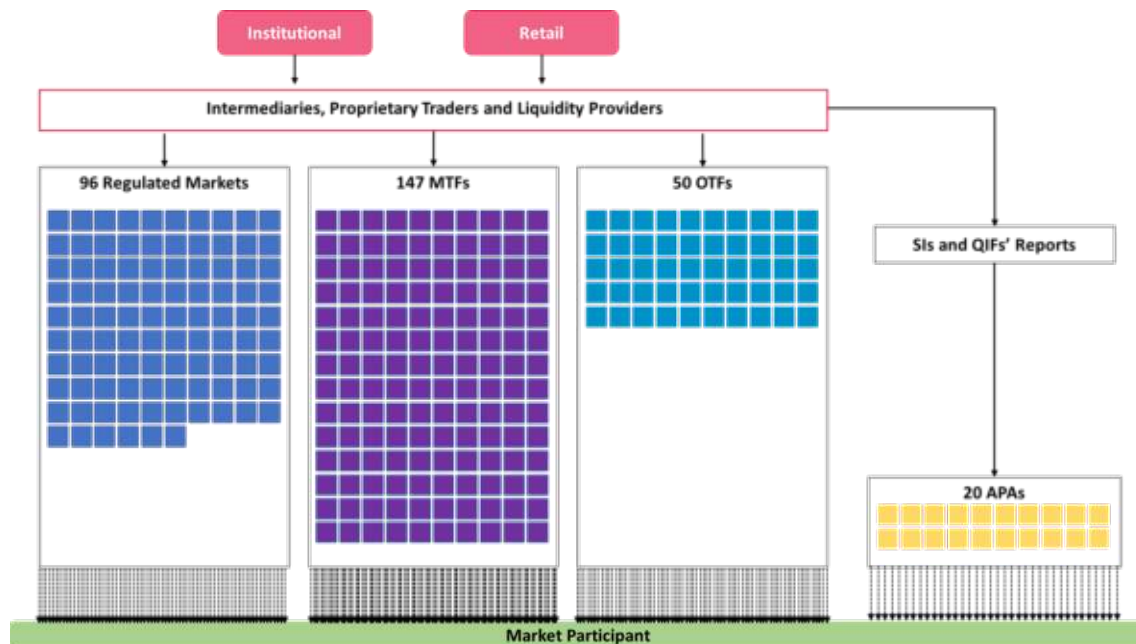 Institutional
Retail
Intermediaries, Proprietary Traders and Liquidity Providers
96 Regulated Markets
147 MTFs
50 OTFs
SIs and QIFs' Reports
20 APAs
Market Participant